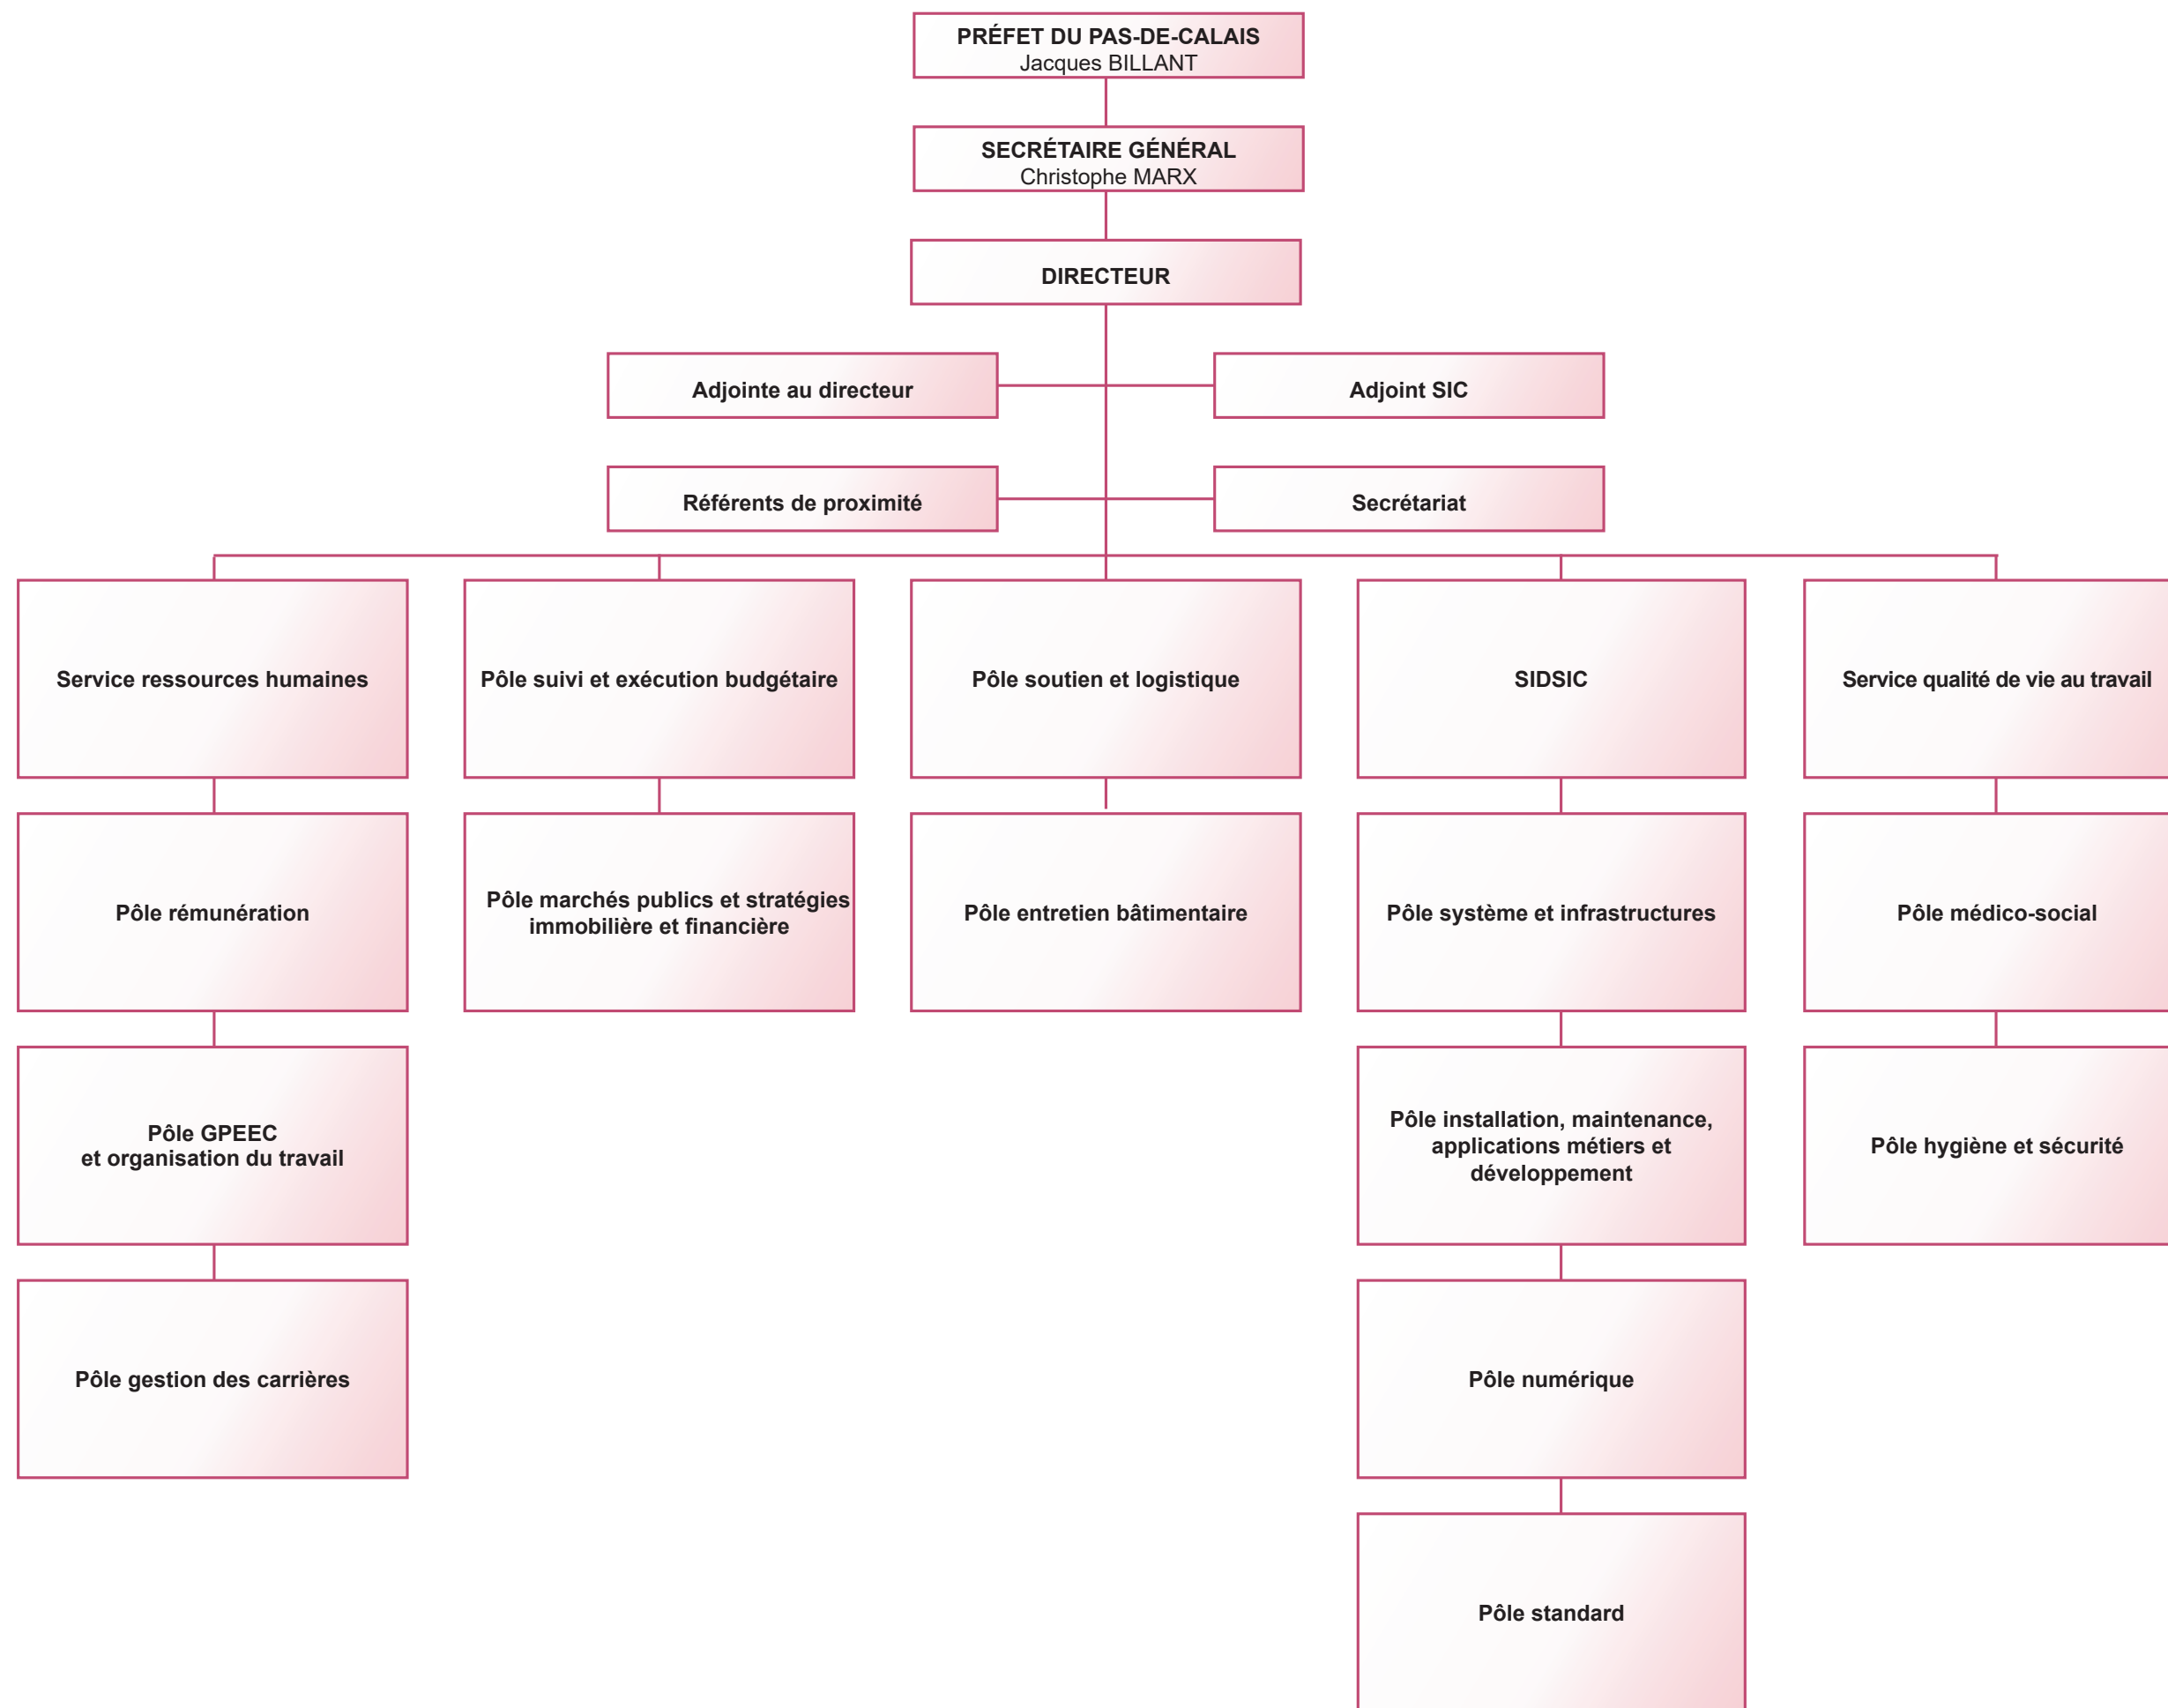 PRÉFET DU PAS-DE-CALAIS
Jacques BILLANT
SECRÉTAIRE GÉNÉRAL
Christophe MARX
DIRECTEUR
Adjointe au directeur
Adjoint SIC
Référents de proximité
Secrétariat
Service ressources humaines
Pôle suivi et exécution budgétaire
Pôle soutien et logistique
SIDSIC
Service qualité de vie au travail
Pôle rémunération
Pôle marchés publics et stratégies
immobilière et financière
Pôle entretien bâtimentaire
Pôle système et infrastructures
Pôle médico-social
Pôle GPEEC
et organisation du travail
Pôle installation, maintenance,
applications métiers et
développement
Pôle hygiène et sécurité
Pôle gestion des carrières
Pôle numérique
Pôle standard